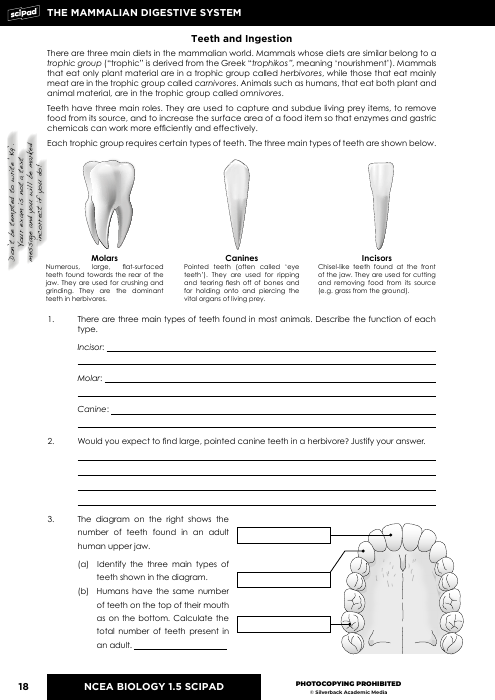 scipad THE MAMMALIAN DIGESTIVE SYSTEM
Teeth and Ingestion
There are three main diets in the mammalian world. Mammals whose diets are similar belong to a
trophic group (“trophic” is derived from the Greek “trophikos”, meaning ‘nourishment’). Mammals
that eat only plant material are in a trophic group called herbivores, while those that eat mainly
meat are in the trophic group called carnivores. Animals such as humans, that eat both plant and
animal material, are in the trophic group called omnivores.
Teeth have three main roles. They are used to capture and subdue living prey items, to remove
food from its source, and to increase the surface area of a food item so that enzymes and gastric
chemicals can work more efficiently and effectively.
Each trophic group requires certain types of teeth. The three main types of teeth are shown below.
Don't be tempted to write
Your exam is not a text
message and you will be marked
incorrect if you do!
Molars
Numerous, large, flat-surfaced
teeth found towards the rear of the
jaw. They are used for crushing and
grinding. They are the dominant
teeth in herbivores.
Canines
Pointed teeth (often called ‘eye
teeth’). They are used for ripping
and tearing flesh off of bones and
for holding onto and piercing the
vital organs of living prey.
Incisors
Chisel-like teeth found at the front
of the jaw. They are used for cutting
and removing food from its source
(e.g. grass from the ground).
1. There are three main types of teeth found in most animals. Describe the function of each
type.
Incisor:
Molar:
Canine:
2. Would you expect to find large, pointed canine teeth in a herbivore? Justify your answer.
3. The diagram on the right shows the
number of teeth found in an adult
human upper jaw.
(a) Identify the three main types of
teeth shown in the diagram.
(b) Humans have the same number
of teeth on the top of their mouth
as on the bottom. Calculate the
total number of teeth present in
an adult.
18 NCEA BIOLOGY 1.5 SCIPAD
PHOTOCOPYING PROHIBITED
© Silverback Academic Media